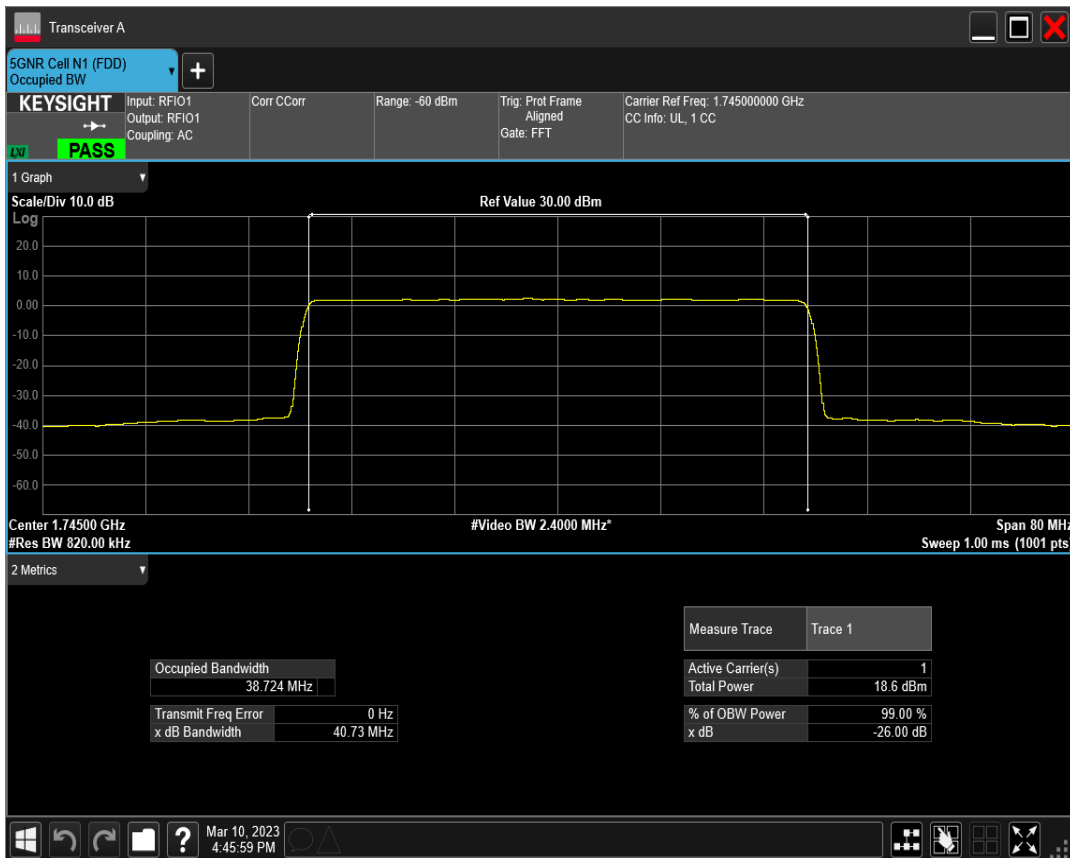 Transceiver A
5GNR Cell N1 (FDD)
Occupied BW
+
KEYSIGHT
LXI
PASS
Input: RFIO1
Output: RFIO1
Coupling: AC
Corr CCorr
Range: -60 dBm
Trig: Prot Frame
Aligned
Gate: FFT
Carrier Ref Freq: 1.745000000 GHz
CC Info: UL, 1 CC
1 Graph
Scale/Div 10.0 dB
Ref Value 30.00 dBm
Log
20.0
10.0
0.00
-10.0
-20.0
-30.0
-40.0
-50.0
-60.0
Center 1.74500 GHz
#Video BW 2.4000 MHz*
Span 80 MHz
#Res BW 820.00 kHz
Sweep 1.00 ms (1001 pts)
2 Metrics
Measure Trace Trace 1
Occupied Bandwidth
38.724 MHz
Active Carrier(s) 1
Total Power 18.6 dBm
Transmit Freq Error 0 Hz
x dB Bandwidth 40.73 MHz
% of OBW Power 99.00 %
x dB -26.00 dB
?
Mar 10, 2023
4:45:59 PM